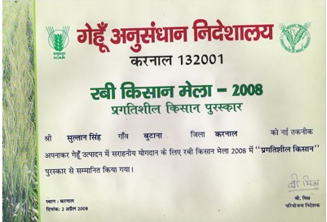 गेहूँ अनुसंधान निदेशालय
करनाल 132001
रबी किसान मेला - 2008
प्रगतिशील किसान पुरस्कार
श्री सुल्तान सिंह गाँव बुटाना जिला करनाल को नई तकनीक
अपनाकर गेहूँ उत्पादन में सराहनीय योगदान के लिए रबी किसान मेला 2008 में "प्रगतिशील किसान"
पुरस्कार से सम्मानित किया गया।
स्थान : करनाल
दिनांक : 2 अप्रैल 2008
परियोजना निदेशक